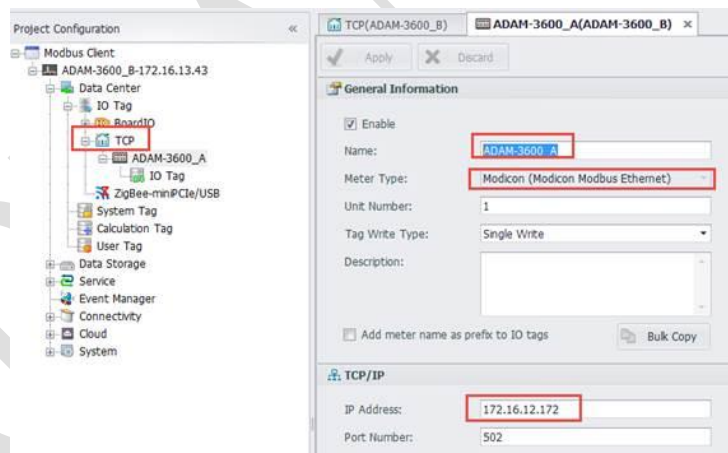 Project Configuration «
Modbus Client
ADAM-3600_B-172.16.13.43
Data Center
IO Tag
BoardIO
TCP
ADAM-3600_A
IO Tag
ZigBee-miniPCIe/USB
System Tag
Calculation Tag
User Tag
Data Storage
Service
Event Manager
Connectivity
Cloud
System
TCP(ADAM-3600_B) ADAM-3600_A(ADAM-3600_B) ×
Apply Discard
General Information
Enable
Name: ADAM-3600_A
Meter Type: Modicon (Modicon Modbus Ethernet)
Unit Number: 1
Tag Write Type: Single Write
Description:
Add meter name as prefix to IO tags Bulk Copy
TCP/IP
IP Address: 172.16.12.172
Port Number: 502